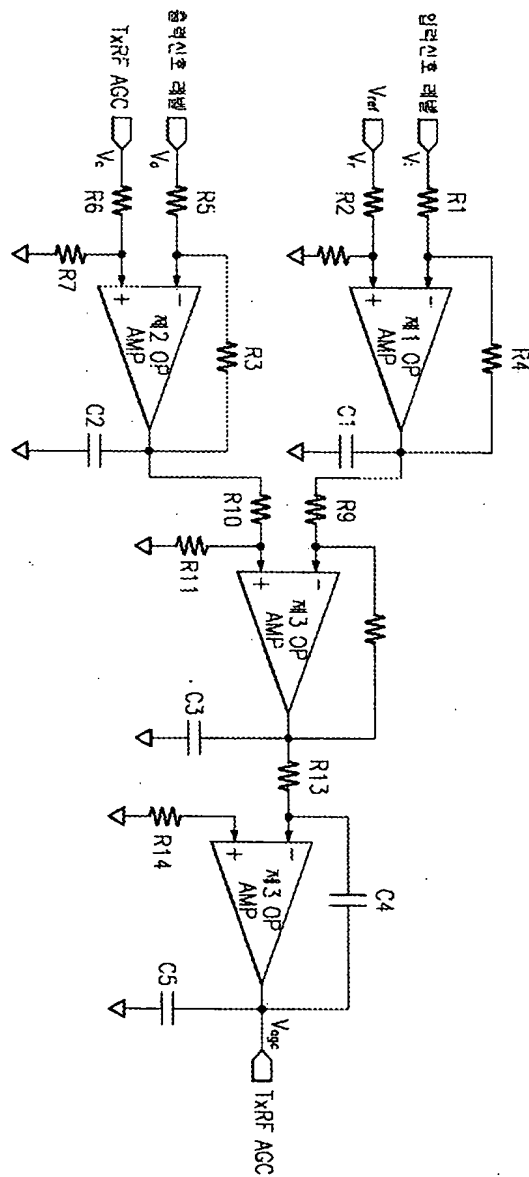 R4
입력신호 레벨
Vi
R1
Vref
Vr
R2
−
+
제1 OP
AMP
C1
R9
출력신호 레벨
Vo
R5
R3
TxRF AGC
Vc
R6
R7
−
+
제2 OP
AMP
C2
R10
R11
−
+
제3 OP
AMP
C3
R13
C4
R14
−
+
제3 OP
AMP
C5
Vagc
TxRF AGC